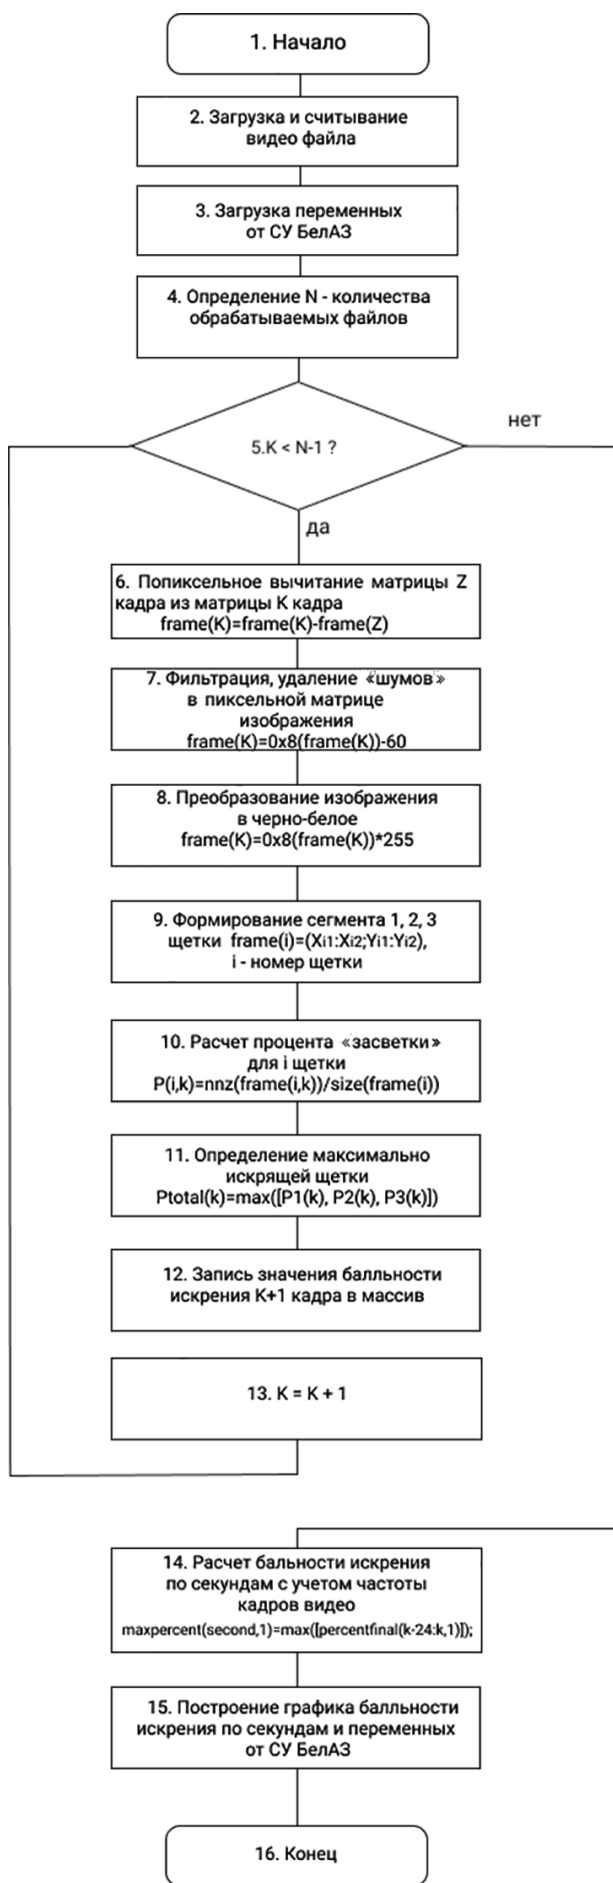 1. Начало
2. Загрузка и считывание
видео файла
3. Загрузка переменных
от СУ БелАЗ
4. Определение N - количества
обрабатываемых файлов
5.K < N-1 ?
нет
да
6. Попиксельное вычитание матрицы Z
кадра из матрицы K кадра
frame(K)=frame(K)-frame(Z)
7. Фильтрация, удаление «шумов»
в пиксельной матрице
изображения
frame(K)=0x8(frame(K))-60
8. Преобразование изображения
в черно-белое
frame(K)=0x8(frame(K))*255
9. Формирование сегмента 1, 2, 3
щетки frame(i)=(Xi1:Xi2;Yi1:Yi2),
i - номер щетки
10. Расчет процента «засветки»
для i щетки
P(i,k)=nnz(frame(i,k))/size(frame(i))
11. Определение максимально
искрящей щетки
Ptotal(k)=max([P1(k), P2(k), P3(k)])
12. Запись значения балльности
искрения K+1 кадра в массив
13. K = K + 1
14. Расчет бальности искрения
по секундам с учетом частоты
кадров видео
maxpercent(second,1)=max([percentfinal(k-24:k,1)]);
15. Построение графика балльности
искрения по секундам и переменных
от СУ БелАЗ
16. Конец